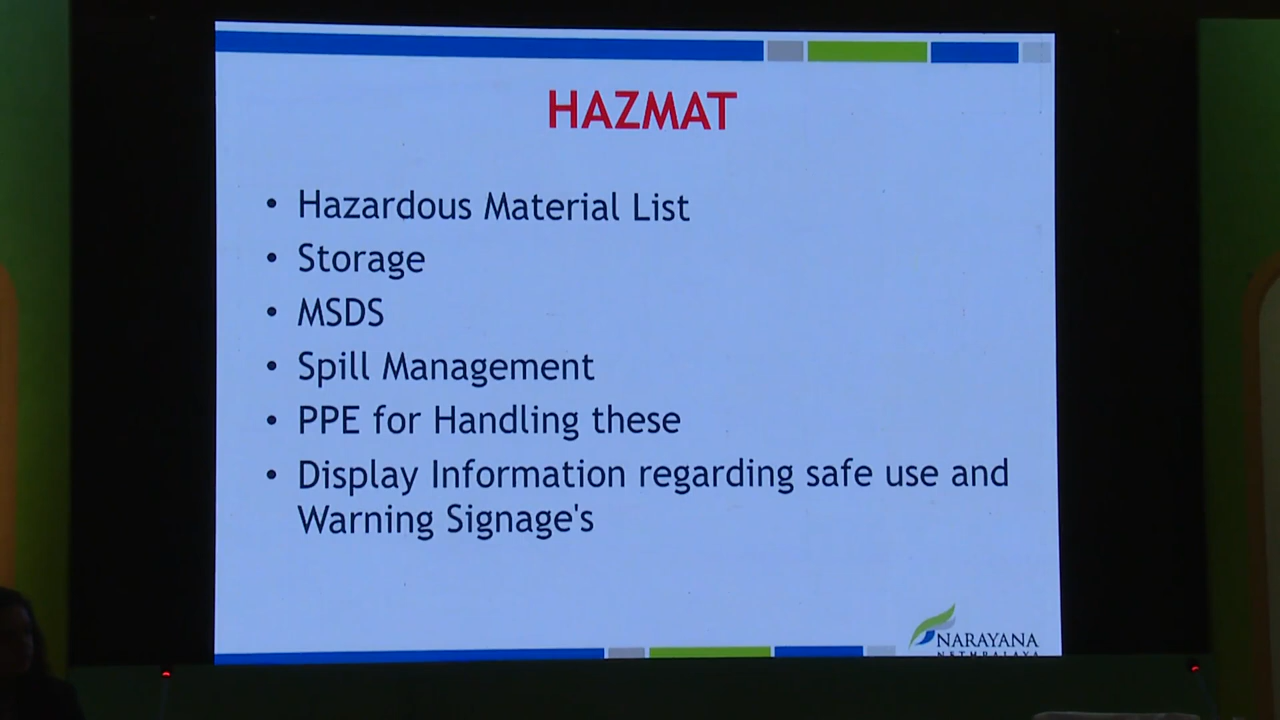 HAZMAT
• Hazardous Material List
• Storage
• MSDS
• Spill Management
• PPE for Handling these
• Display Information regarding safe use and
Warning Signage's
NARAYANA
NETHRALAYA